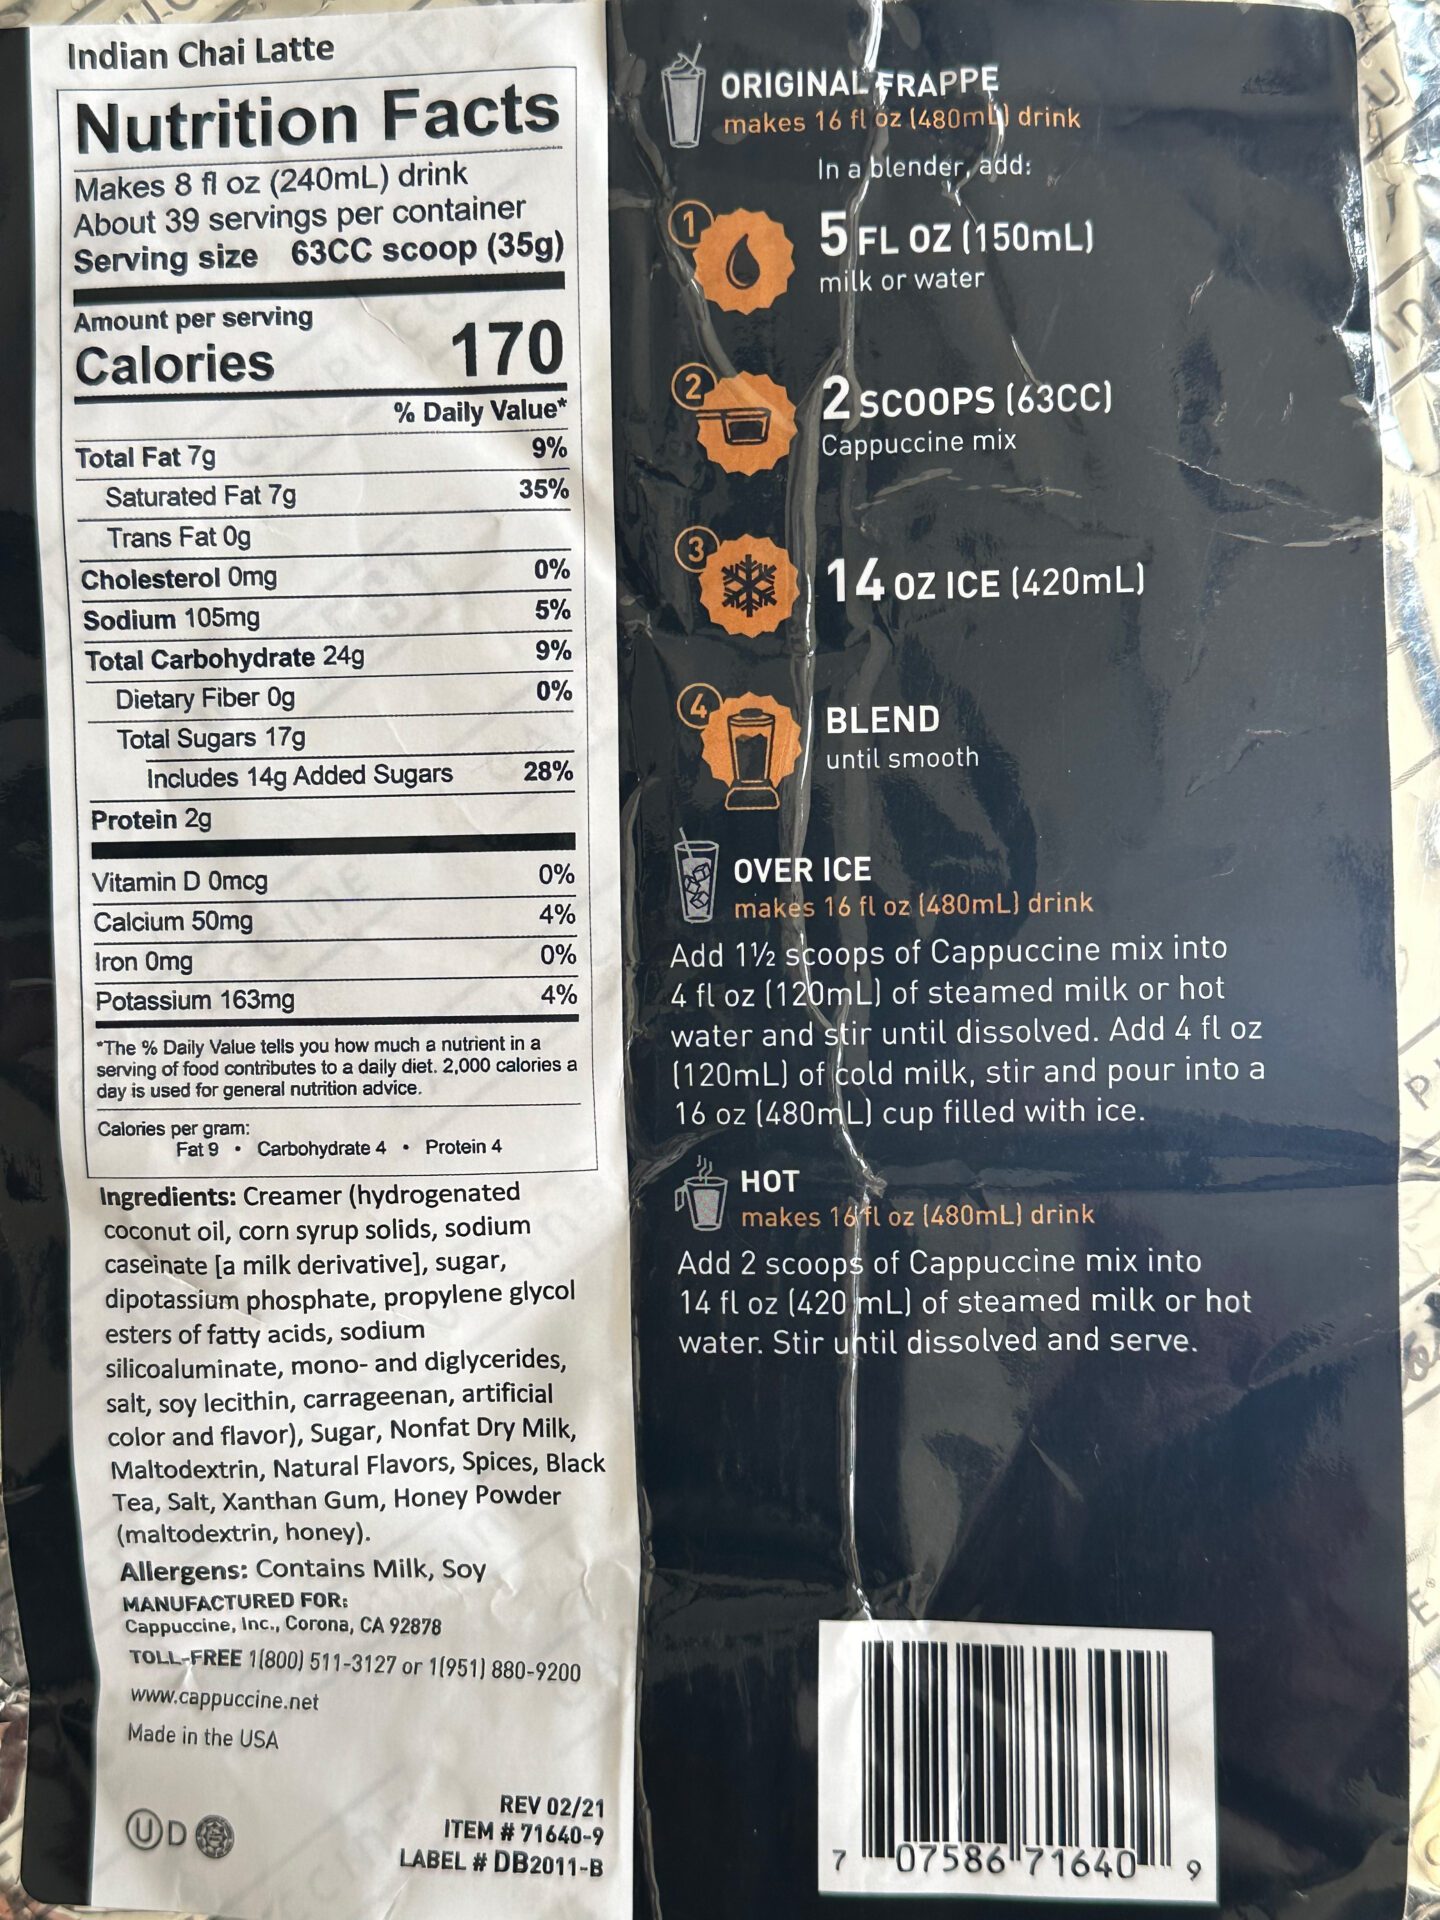 Indian Chai Latte
Nutrition Facts
Makes 8 fl oz (240mL) drink
About 39 servings per container
Serving size 63CC scoop (35g)
Amount per serving
Calories 170
% Daily Value*
Total Fat 7g 9%
Saturated Fat 7g 35%
Trans Fat 0g
Cholesterol 0mg 0%
Sodium 105mg 5%
Total Carbohydrate 24g 9%
Dietary Fiber 0g 0%
Total Sugars 17g
Includes 14g Added Sugars 28%
Protein 2g
Vitamin D 0mcg 0%
Calcium 50mg 4%
Iron 0mg 0%
Potassium 163mg 4%
*The % Daily Value tells you how much a nutrient in a
serving of food contributes to a daily diet. 2,000 calories a
day is used for general nutrition advice.
Calories per gram:
Fat 9 • Carbohydrate 4 • Protein 4
Ingredients: Creamer (hydrogenated
coconut oil, corn syrup solids, sodium
caseinate [a milk derivative], sugar,
dipotassium phosphate, propylene glycol
esters of fatty acids, sodium
silicoaluminate, mono- and diglycerides,
salt, soy lecithin, carrageenan, artificial
color and flavor), Sugar, Nonfat Dry Milk,
Maltodextrin, Natural Flavors, Spices, Black
Tea, Salt, Xanthan Gum, Honey Powder
(maltodextrin, honey).
Allergens: Contains Milk, Soy
MANUFACTURED FOR:
Cappuccine, Inc., Corona, CA 92878
TOLL-FREE 1(800) 511-3127 or 1(951) 880-9200
www.cappuccine.net
Made in the USA
U D
REV 02/21
ITEM # 71640-9
LABEL # DB2011-B
ORIGINAL FRAPPE
makes 16 fl oz (480mL) drink
In a blender, add:
1
5 FL OZ (150mL)
milk or water
2
2 SCOOPS (63CC)
Cappuccine mix
3
14 OZ ICE (420mL)
4
BLEND
until smooth
OVER ICE
makes 16 fl oz (480mL) drink
Add 1½ scoops of Cappuccine mix into
4 fl oz (120mL) of steamed milk or hot
water and stir until dissolved. Add 4 fl oz
(120mL) of cold milk, stir and pour into a
16 oz (480mL) cup filled with ice.
HOT
makes 16 fl oz (480mL) drink
Add 2 scoops of Cappuccine mix into
14 fl oz (420 mL) of steamed milk or hot
water. Stir until dissolved and serve.
7 07586 71640 9